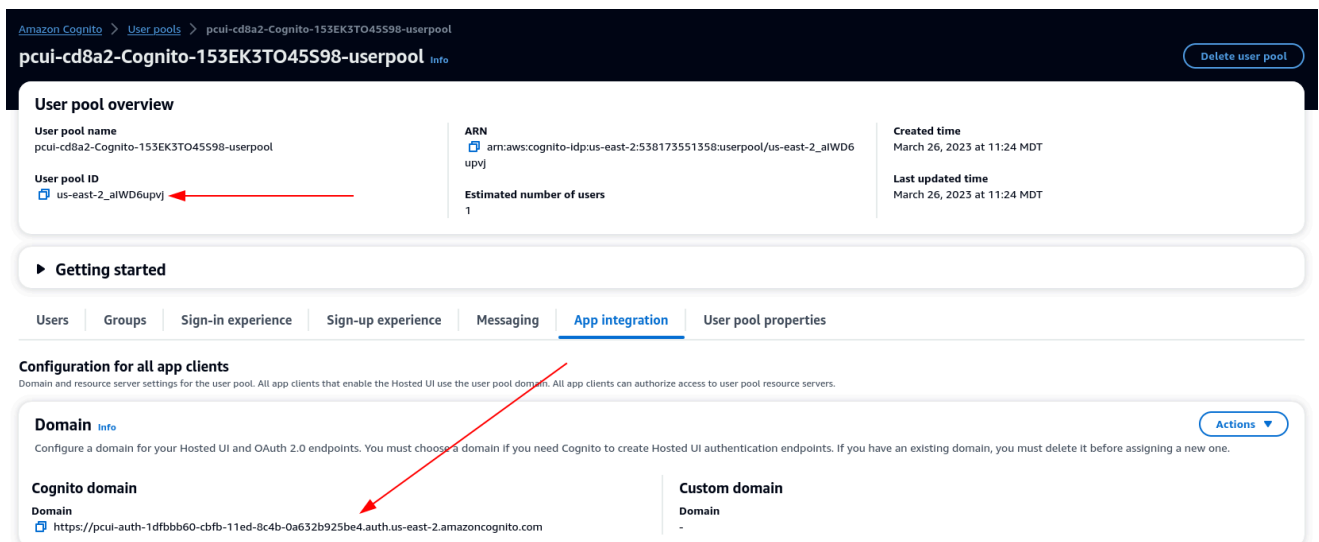 Amazon Cognito > User pools > pcui-cd8a2-Cognito-153EK3TO45S98-userpool
pcui-cd8a2-Cognito-153EK3TO45S98-userpool Info
Delete user pool
User pool overview
User pool name
pcui-cd8a2-Cognito-153EK3TO45S98-userpool
User pool ID
us-east-2_aIWD6upvj
ARN
arn:aws:cognito-idp:us-east-2:538173551358:userpool/us-east-2_aIWD6
upvj
Estimated number of users
1
Created time
March 26, 2023 at 11:24 MDT
Last updated time
March 26, 2023 at 11:24 MDT
Getting started
Users Groups Sign-in experience Sign-up experience Messaging App integration User pool properties
Configuration for all app clients
Domain and resource server settings for the user pool. All app clients that enable the Hosted UI use the user pool domain. All app clients can authorize access to user pool resource servers.
Domain Info
Actions
Configure a domain for your Hosted UI and OAuth 2.0 endpoints. You must choose a domain if you need Cognito to create Hosted UI authentication endpoints. If you have an existing domain, you must delete it before assigning a new one.
Cognito domain
Domain
https://pcui-auth-1dfbbb60-cbfb-11ed-8c4b-0a632b925be4.auth.us-east-2.amazoncognito.com
Custom domain
Domain
-